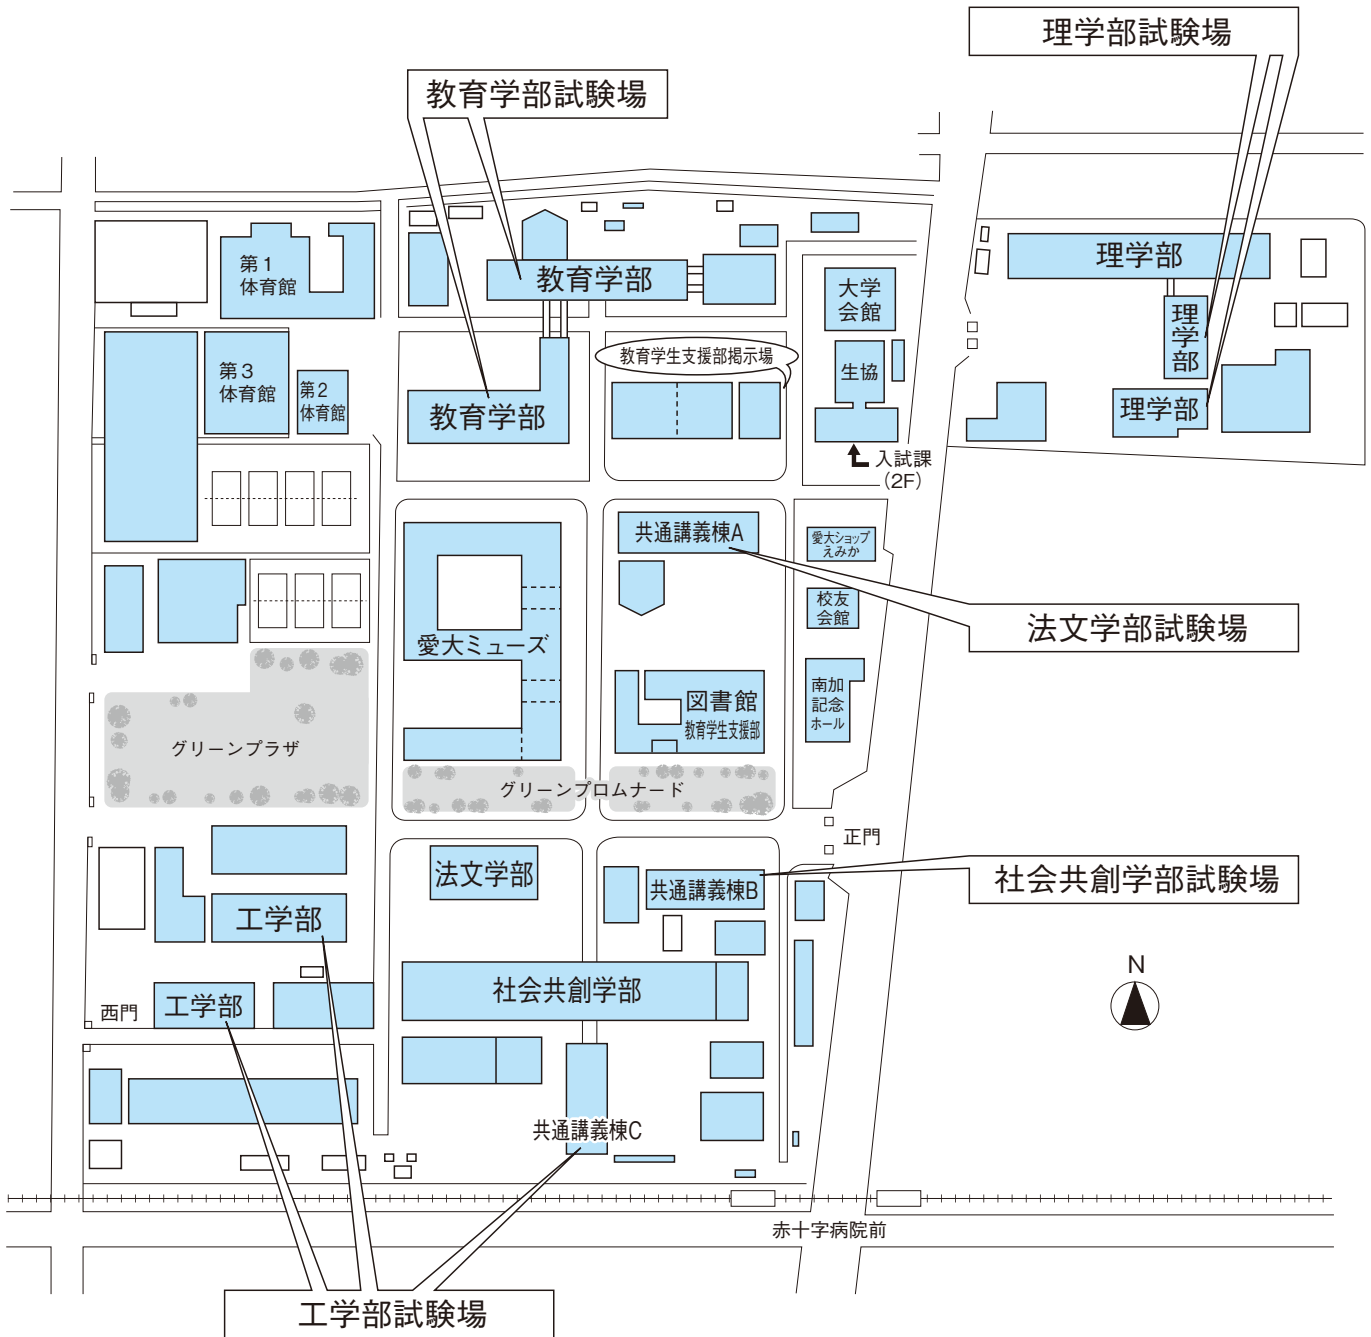 理学部試験場
教育学部試験場
第1
体育館
教育学部
大学
会館
理学部
理学部
第3
体育館
第2
体育館
教育学生支援部掲示場
生協
教育学部
理学部
入試課
(2F)
共通講義棟A
愛大ショップ
えみか
校友
会館
法文学部試験場
愛大ミューズ
図書館
教育学生支援部
南加
記念
ホール
グリーンプラザ
グリーンプロムナード
正門
法文学部
共通講義棟B
社会共創学部試験場
工学部
社会共創学部
N
西門
工学部
共通講義棟C
赤十字病院前
工学部試験場